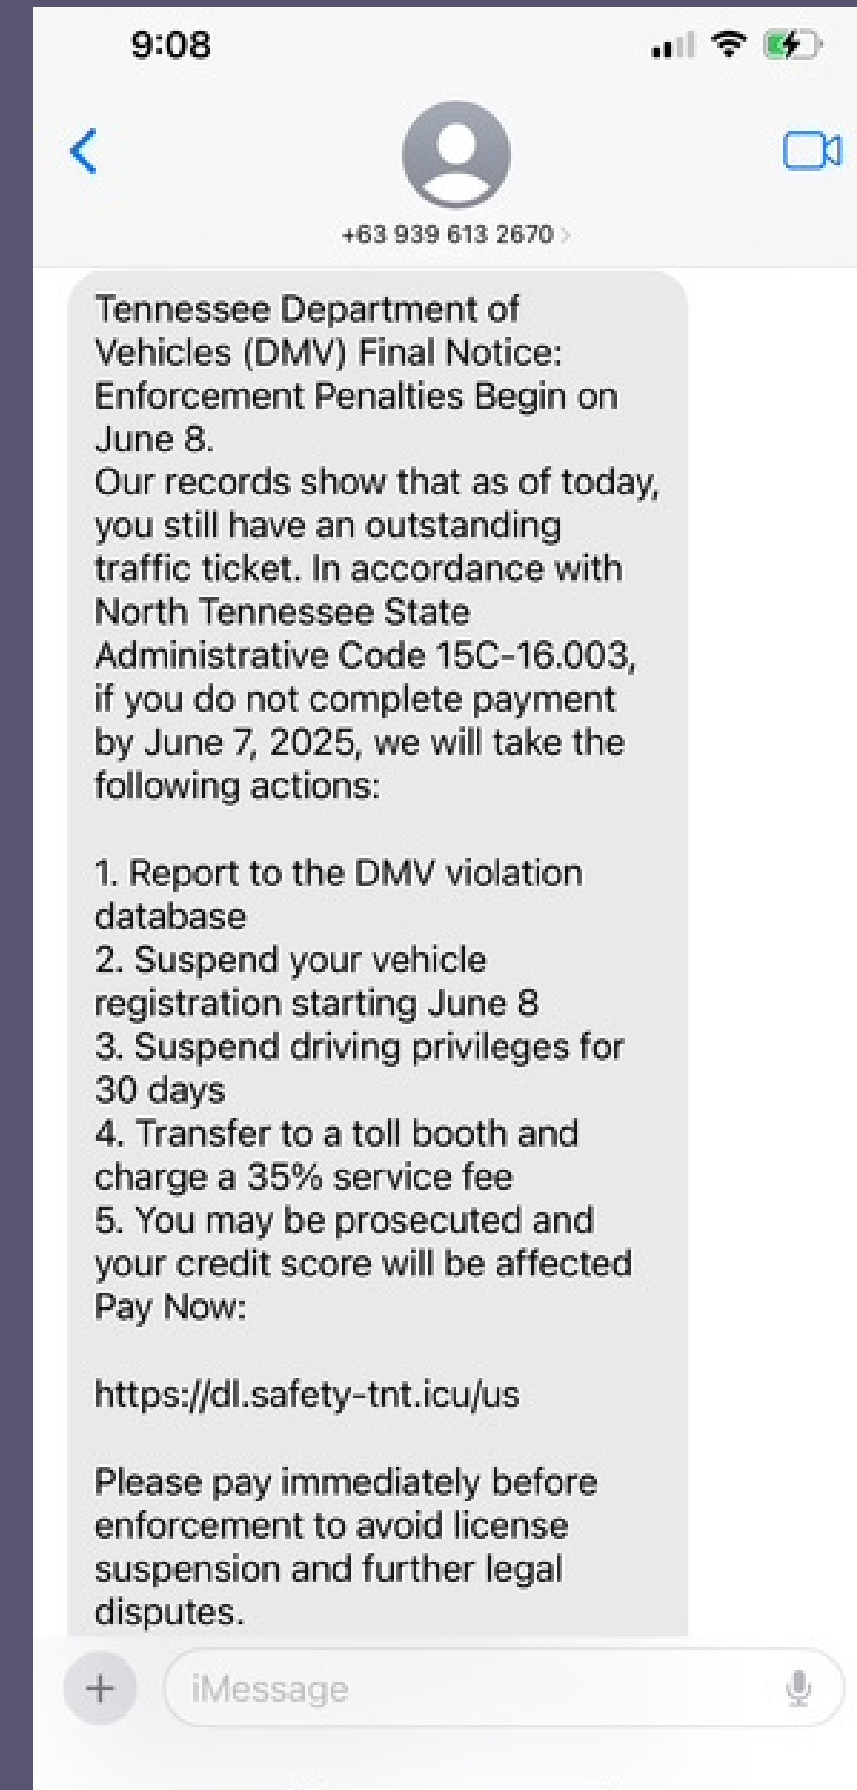 9:08
+63 939 613 2670 >
Tennessee Department of
Vehicles (DMV) Final Notice:
Enforcement Penalties Begin on
June 8.
Our records show that as of today,
you still have an outstanding
traffic ticket. In accordance with
North Tennessee State
Administrative Code 15C-16.003,
if you do not complete payment
by June 7, 2025, we will take the
following actions:
1. Report to the DMV violation
database
2. Suspend your vehicle
registration starting June 8
3. Suspend driving privileges for
30 days
4. Transfer to a toll booth and
charge a 35% service fee
5. You may be prosecuted and
your credit score will be affected
Pay Now:
https://dl.safety-tnt.icu/us
Please pay immediately before
enforcement to avoid license
suspension and further legal
disputes.
iMessage